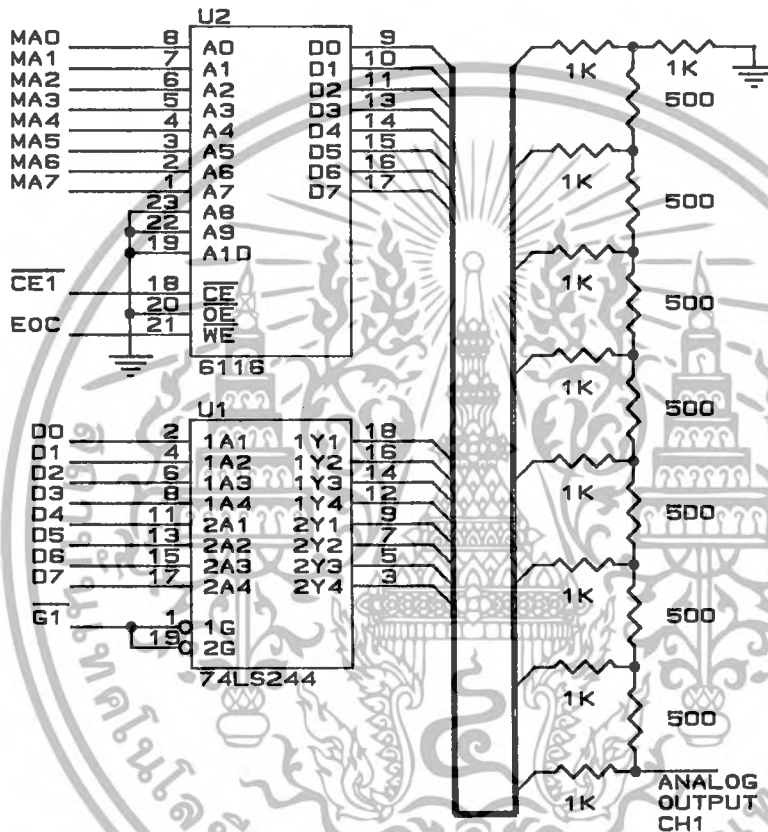 U2
MA0 8 A0 D0 9
MA1 7 A1 D1 10
MA2 6 A2 D2 11
MA3 5 A3 D3 13
MA4 4 A4 D4 14
MA5 3 A5 D5 15
MA6 2 A6 D6 16
MA7 1 A7 D7 17
23 A8
22 A9
19 A10
CE1 18 CE
20 OE
EOC 21 WE
6116
U1
D0 2 1A1 1Y1 18
D1 4 1A2 1Y2 16
D2 6 1A3 1Y3 14
D3 8 1A4 1Y4 12
D4 11 2A1 2Y1 9
D5 13 2A2 2Y2 7
D6 15 2A3 2Y3 5
D7 17 2A4 2Y4 3
G1 1 1G
19 2G
74LS244
1K 1K
500
1K
500
1K
500
1K
500
1K
500
1K
500
1K
500
1K
ANALOG
OUTPUT
CH1